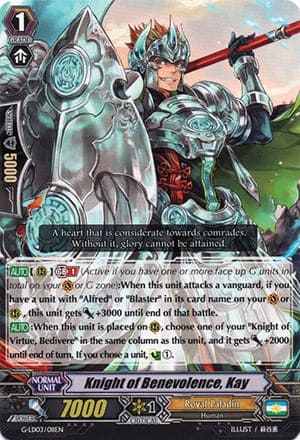 GRADE
1
SHIELD
5000
A heart that is considerate towards comrades.
Without it, glory cannot be attained.
AUTO [Active if you have one or more face up G units in
total on your or G zone]:When this unit attacks a vanguard, if you
have a unit with "Alfred" or "Blaster" in its card name on your
or , this unit gets +3000 until end of that battle.
AUTO :When this unit is placed on , choose one of your "Knight of
Virtue, Bedivere" in the same column as this unit, and it gets +2000
until end of turn. If you chose a unit, 1 .
NORMAL
UNIT
Knight of Benevolence, Kay
POWER
7000
1
CRITICAL
Royal Paladin
Human
G-LD03/011EN
ILLUST /